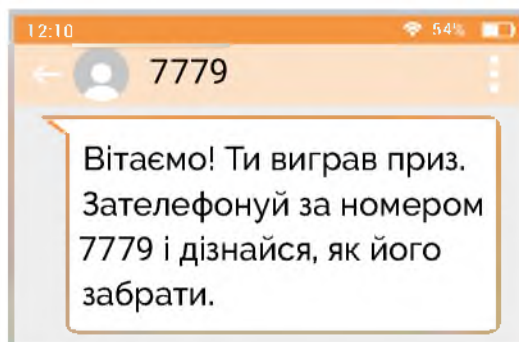 12:10 54%
7779
Вітаємо! Ти виграв приз.
Зателефонуй за номером
7779 і дізнайся, як його
забрати.